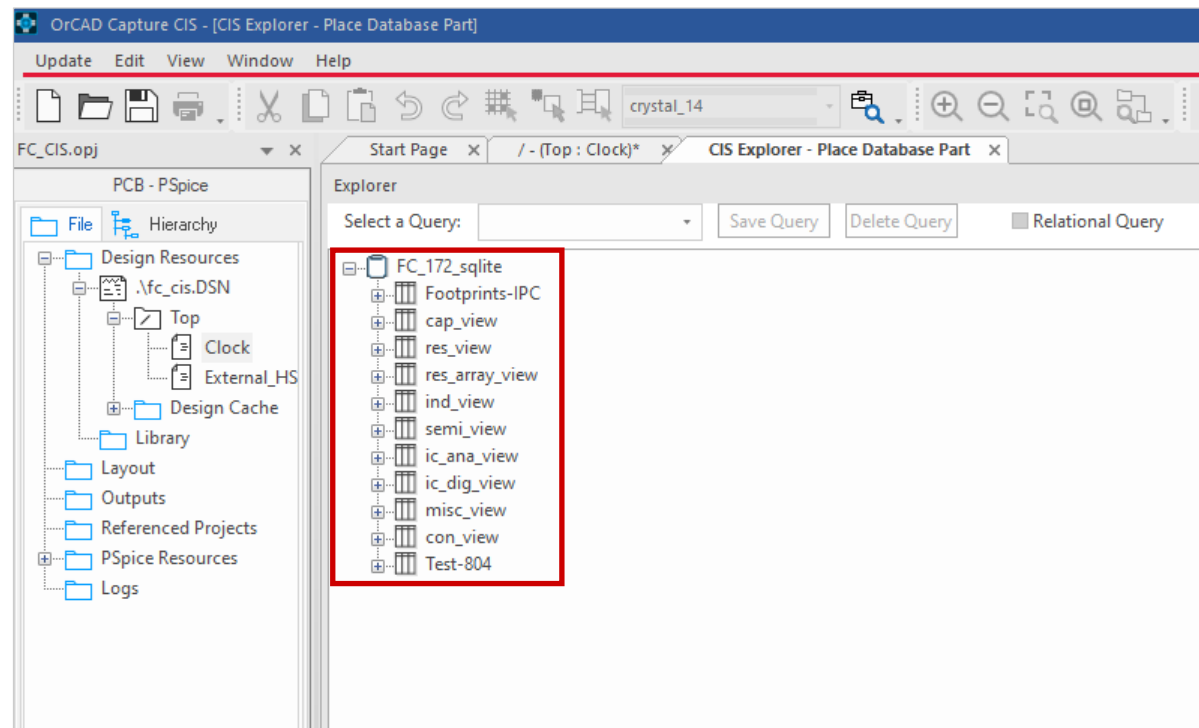 OrCAD Capture CIS - [CIS Explorer - Place Database Part]
Update Edit View Window Help
crystal_14
FC_CIS.opj
Start Page / - (Top : Clock)* CIS Explorer - Place Database Part
PCB - PSpice
File Hierarchy
Design Resources
.\fc_cis.DSN
Top
Clock
External_HS
Design Cache
Library
Layout
Outputs
Referenced Projects
PSpice Resources
Logs
Explorer
Select a Query: Save Query Delete Query Relational Query
FC_172_sqlite
Footprints-IPC
cap_view
res_view
res_array_view
ind_view
semi_view
ic_ana_view
ic_dig_view
misc_view
con_view
Test-804